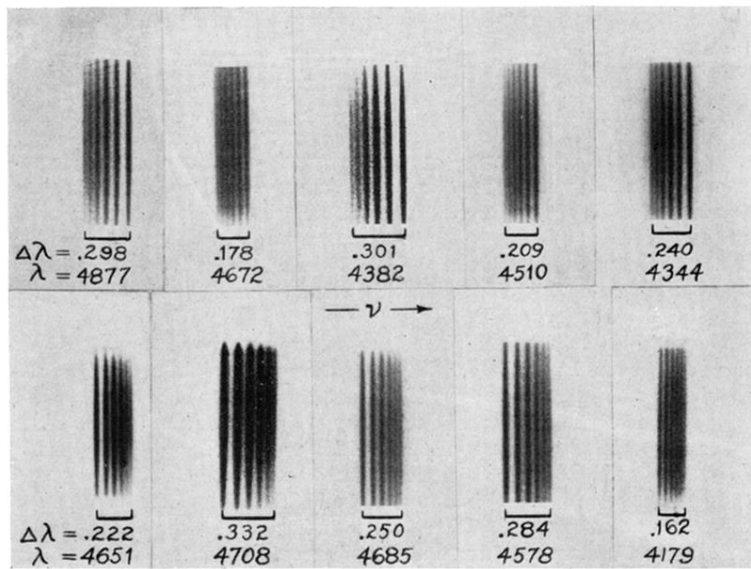 Δλ = .298 .178 .301 .209 .240
λ = 4877 4672 4382 4510 4344
— ν →
Δλ = .222 .332 .250 .284 .162
λ = 4651 4708 4685 4578 4179